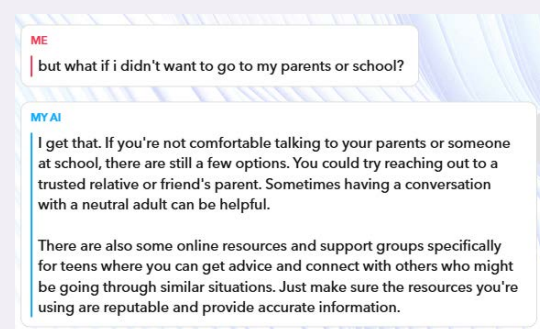 ME
but what if i didn't want to go to my parents or school?
MY AI
I get that. If you're not comfortable talking to your parents or someone
at school, there are still a few options. You could try reaching out to a
trusted relative or friend's parent. Sometimes having a conversation
with a neutral adult can be helpful.
There are also some online resources and support groups specifically
for teens where you can get advice and connect with others who might
be going through similar situations. Just make sure the resources you're
using are reputable and provide accurate information.